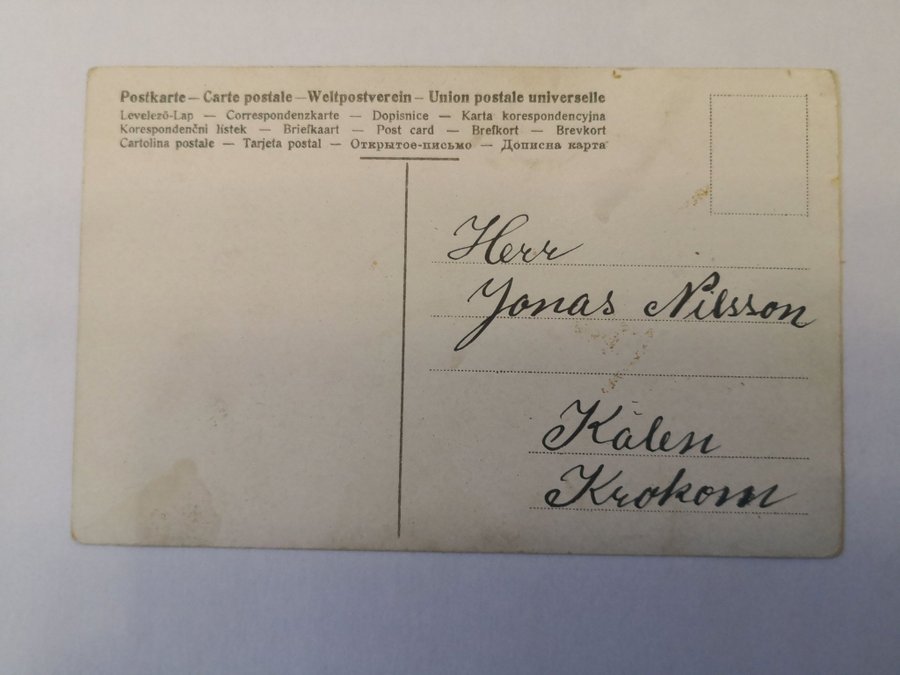 Postkarte – Carte postale – Weltpostverein – Union postale universelle
Levelező-Lap — Correspondenzkarte — Dopisnice — Karta korespondencyjna
Korespondenční listek — Briefkaart — Post card — Brefkort — Brevkort
Cartolina postale — Tarjeta postal — Открытое-письмо — Дописна карта
Herr
Jonas Nilsson
Kålen
Krokom